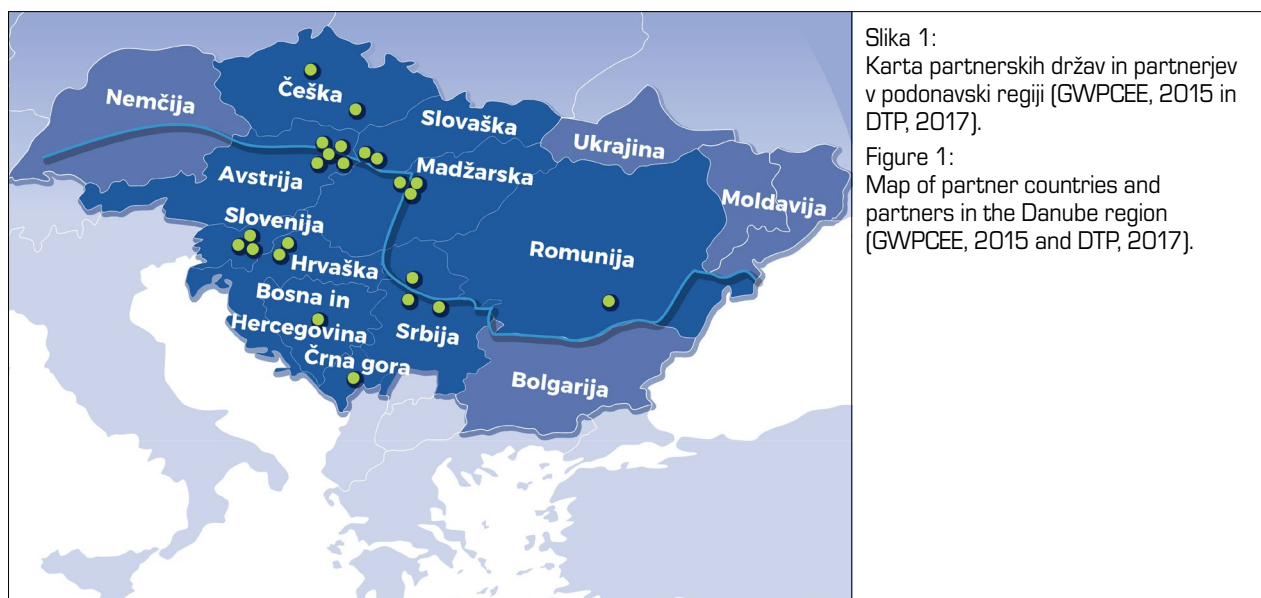 Češka
Nemčija
Slovaška
Ukrajina
Madžarska
Avstrija
Moldavija
Slovenija
Romunija
Hrvaška
Bosna in
Hercegovina
Srbija
Črna gora
Bolgarija
Slika 1:
Karta partnerskih držav in partnerjev
v podonavski regiji (GWPCEE, 2015 in
DTP, 2017).
Figure 1:
Map of partner countries and
partners in the Danube region
(GWPCEE, 2015 and DTP, 2017).